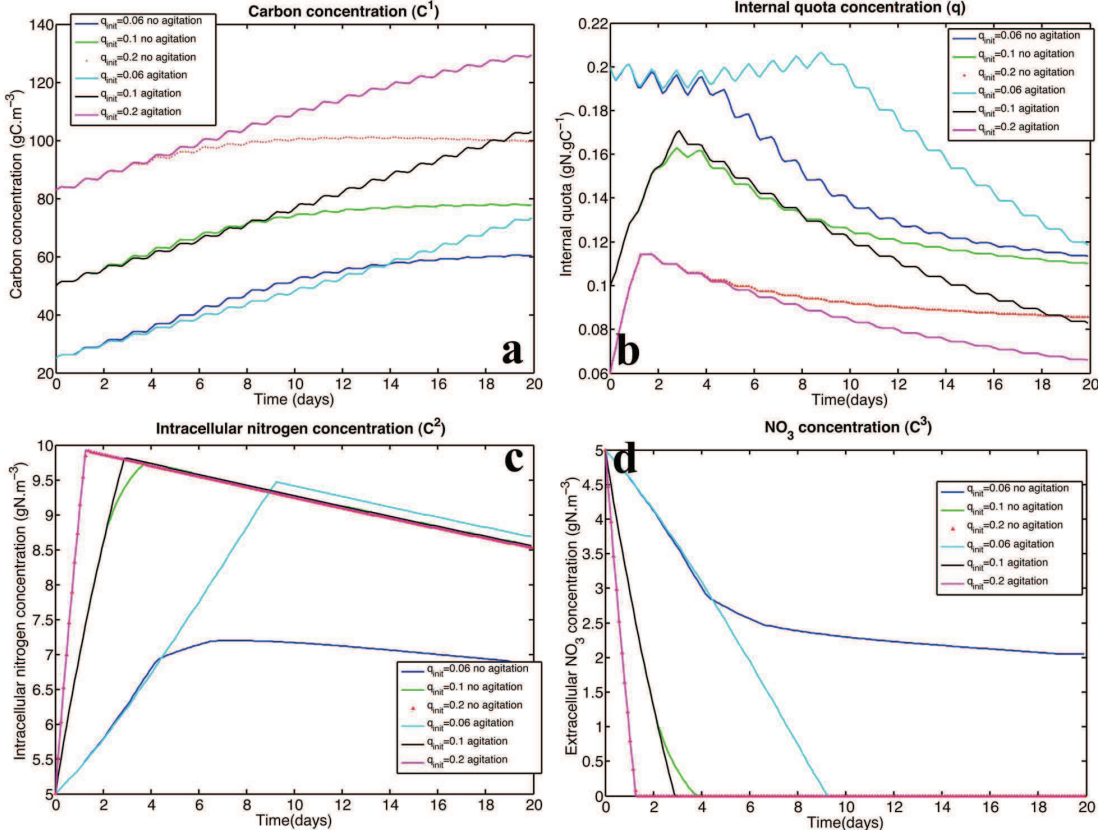 Carbon concentration (C¹)
140
120
100
80
60
40
20
Carbon concentration (gC.m⁻³)
q_init=0.06 no agitation
q_init=0.1 no agitation
q_init=0.2 no agitation
q_init=0.06 agitation
q_init=0.1 agitation
q_init=0.2 agitation
a
0 2 4 6 8 10 12 14 16 18 20
Time (days)
Internal quota concentration (q)
0.22
0.2
0.18
0.16
0.14
0.12
0.1
0.08
0.06
Internal quota (gN.gC⁻¹)
q_init=0.06 no agitation
q_init=0.1 no agitation
q_init=0.2 no agitation
q_init=0.06 agitation
q_init=0.1 agitation
q_init=0.2 agitation
b
0 2 4 6 8 10 12 14 16 18 20
Time(days)
Intracellular nitrogen concentration (C²)
10
9.5
9
8.5
8
7.5
7
6.5
6
5.5
5
Intracellular nitrogen concentration (gN.m⁻³)
c
q_init=0.06 no agitation
q_init=0.1 no agitation
q_init=0.2 no agitation
q_init=0.06 agitation
q_init=0.1 agitation
q_init=0.2 agitation
0 2 4 6 8 10 12 14 16 18 20
Time(days)
NO₃ concentration (C³)
5
4.5
4
3.5
3
2.5
2
1.5
1
0.5
0
Extracellular NO₃ concentration (gN.m⁻³)
d
q_init=0.06 no agitation
q_init=0.1 no agitation
q_init=0.2 no agitation
q_init=0.06 agitation
q_init=0.1 agitation
q_init=0.2 agitation
0 2 4 6 8 10 12 14 16 18 20
Time(days)